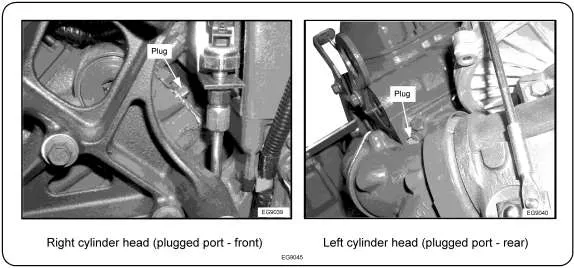 Plug
EG9039
Plug
EG9040
Right cylinder head (plugged port - front)
Left cylinder head (plugged port - rear)
EG9045